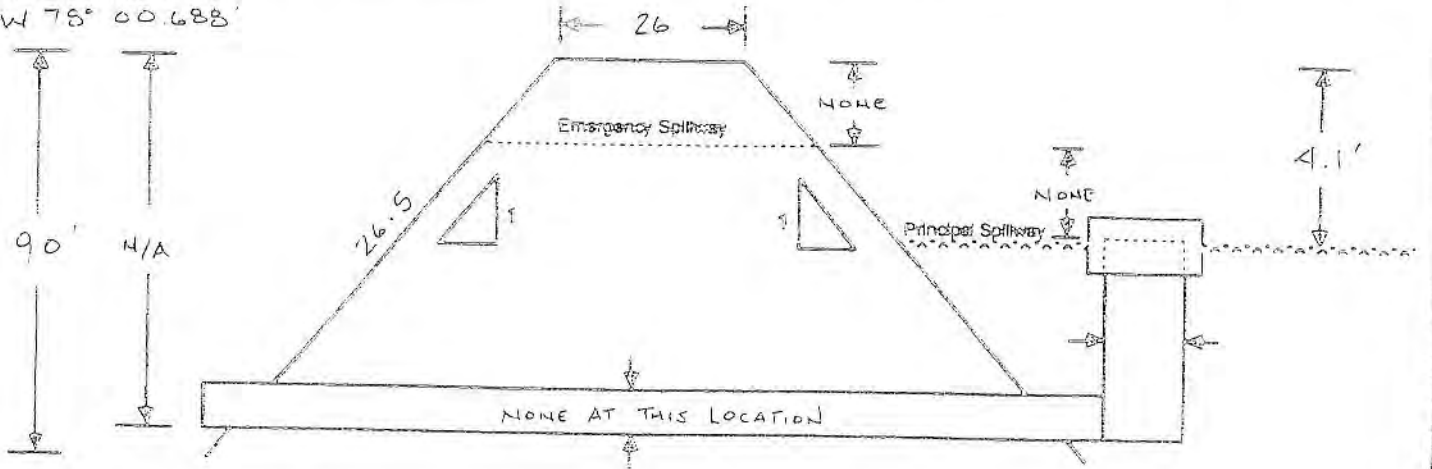 W 78° 00.688'
26
NONE
Emergency Spillway
4.1'
NONE
26.5
1
1
Principal Spillway
90'
N/A
NONE AT THIS LOCATION